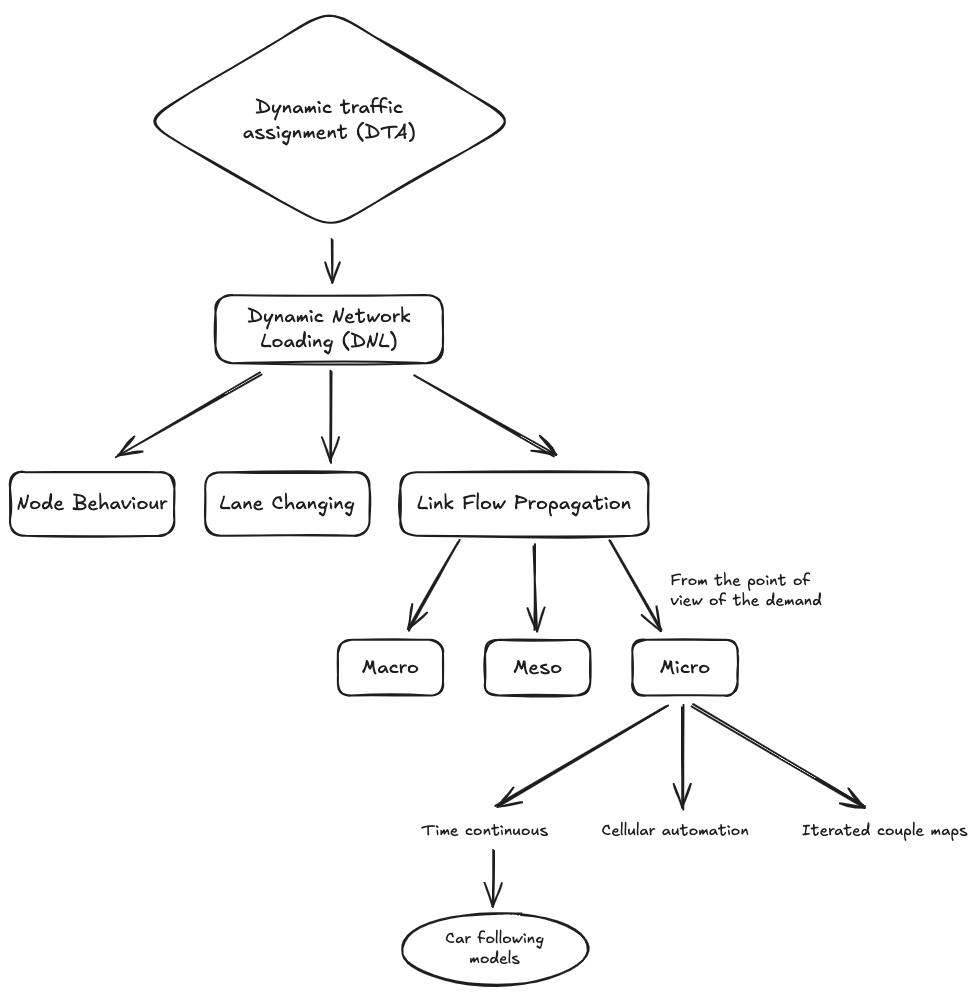 Dynamic traffic
assignment (DTA)
Dynamic Network
Loading (DNL)
Node Behaviour
Lane Changing
Link Flow Propagation
From the point of
view of the demand
Macro
Meso
Micro
Time continuous
Cellular automation
Iterated couple maps
Car following
models